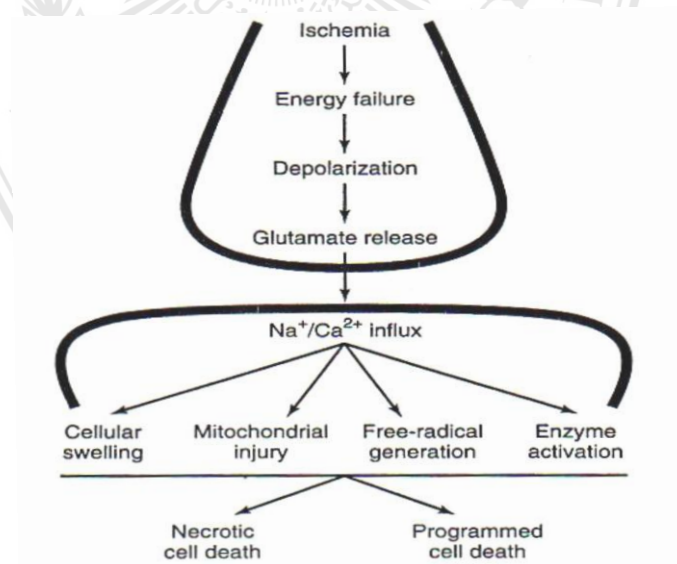 Ischemia
Energy failure
Depolarization
Glutamate release
Na⁺/Ca²⁺ influx
Cellular swelling
Mitochondrial injury
Free-radical generation
Enzyme activation
Necrotic cell death
Programmed cell death